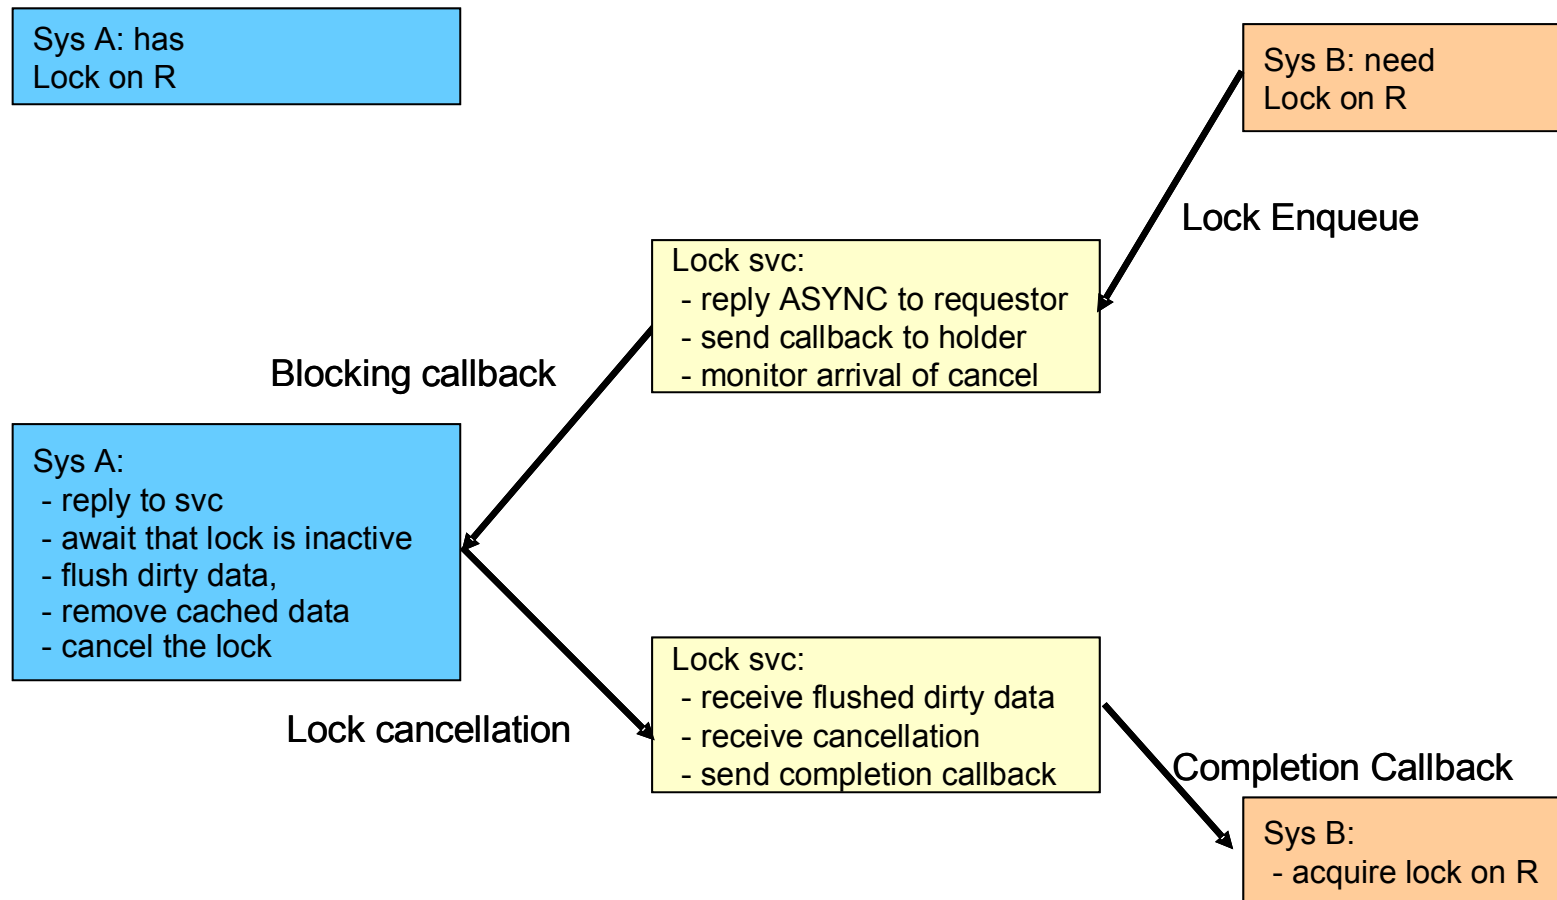 Sys A: has
Lock on R
Sys B: need
Lock on R
Lock Enqueue
Lock svc:
- reply ASYNC to requestor
- send callback to holder
- monitor arrival of cancel
Blocking callback
Sys A:
- reply to svc
- await that lock is inactive
- flush dirty data,
- remove cached data
- cancel the lock
Lock cancellation
Lock svc:
- receive flushed dirty data
- receive cancellation
- send completion callback
Completion Callback
Sys B:
- acquire lock on R